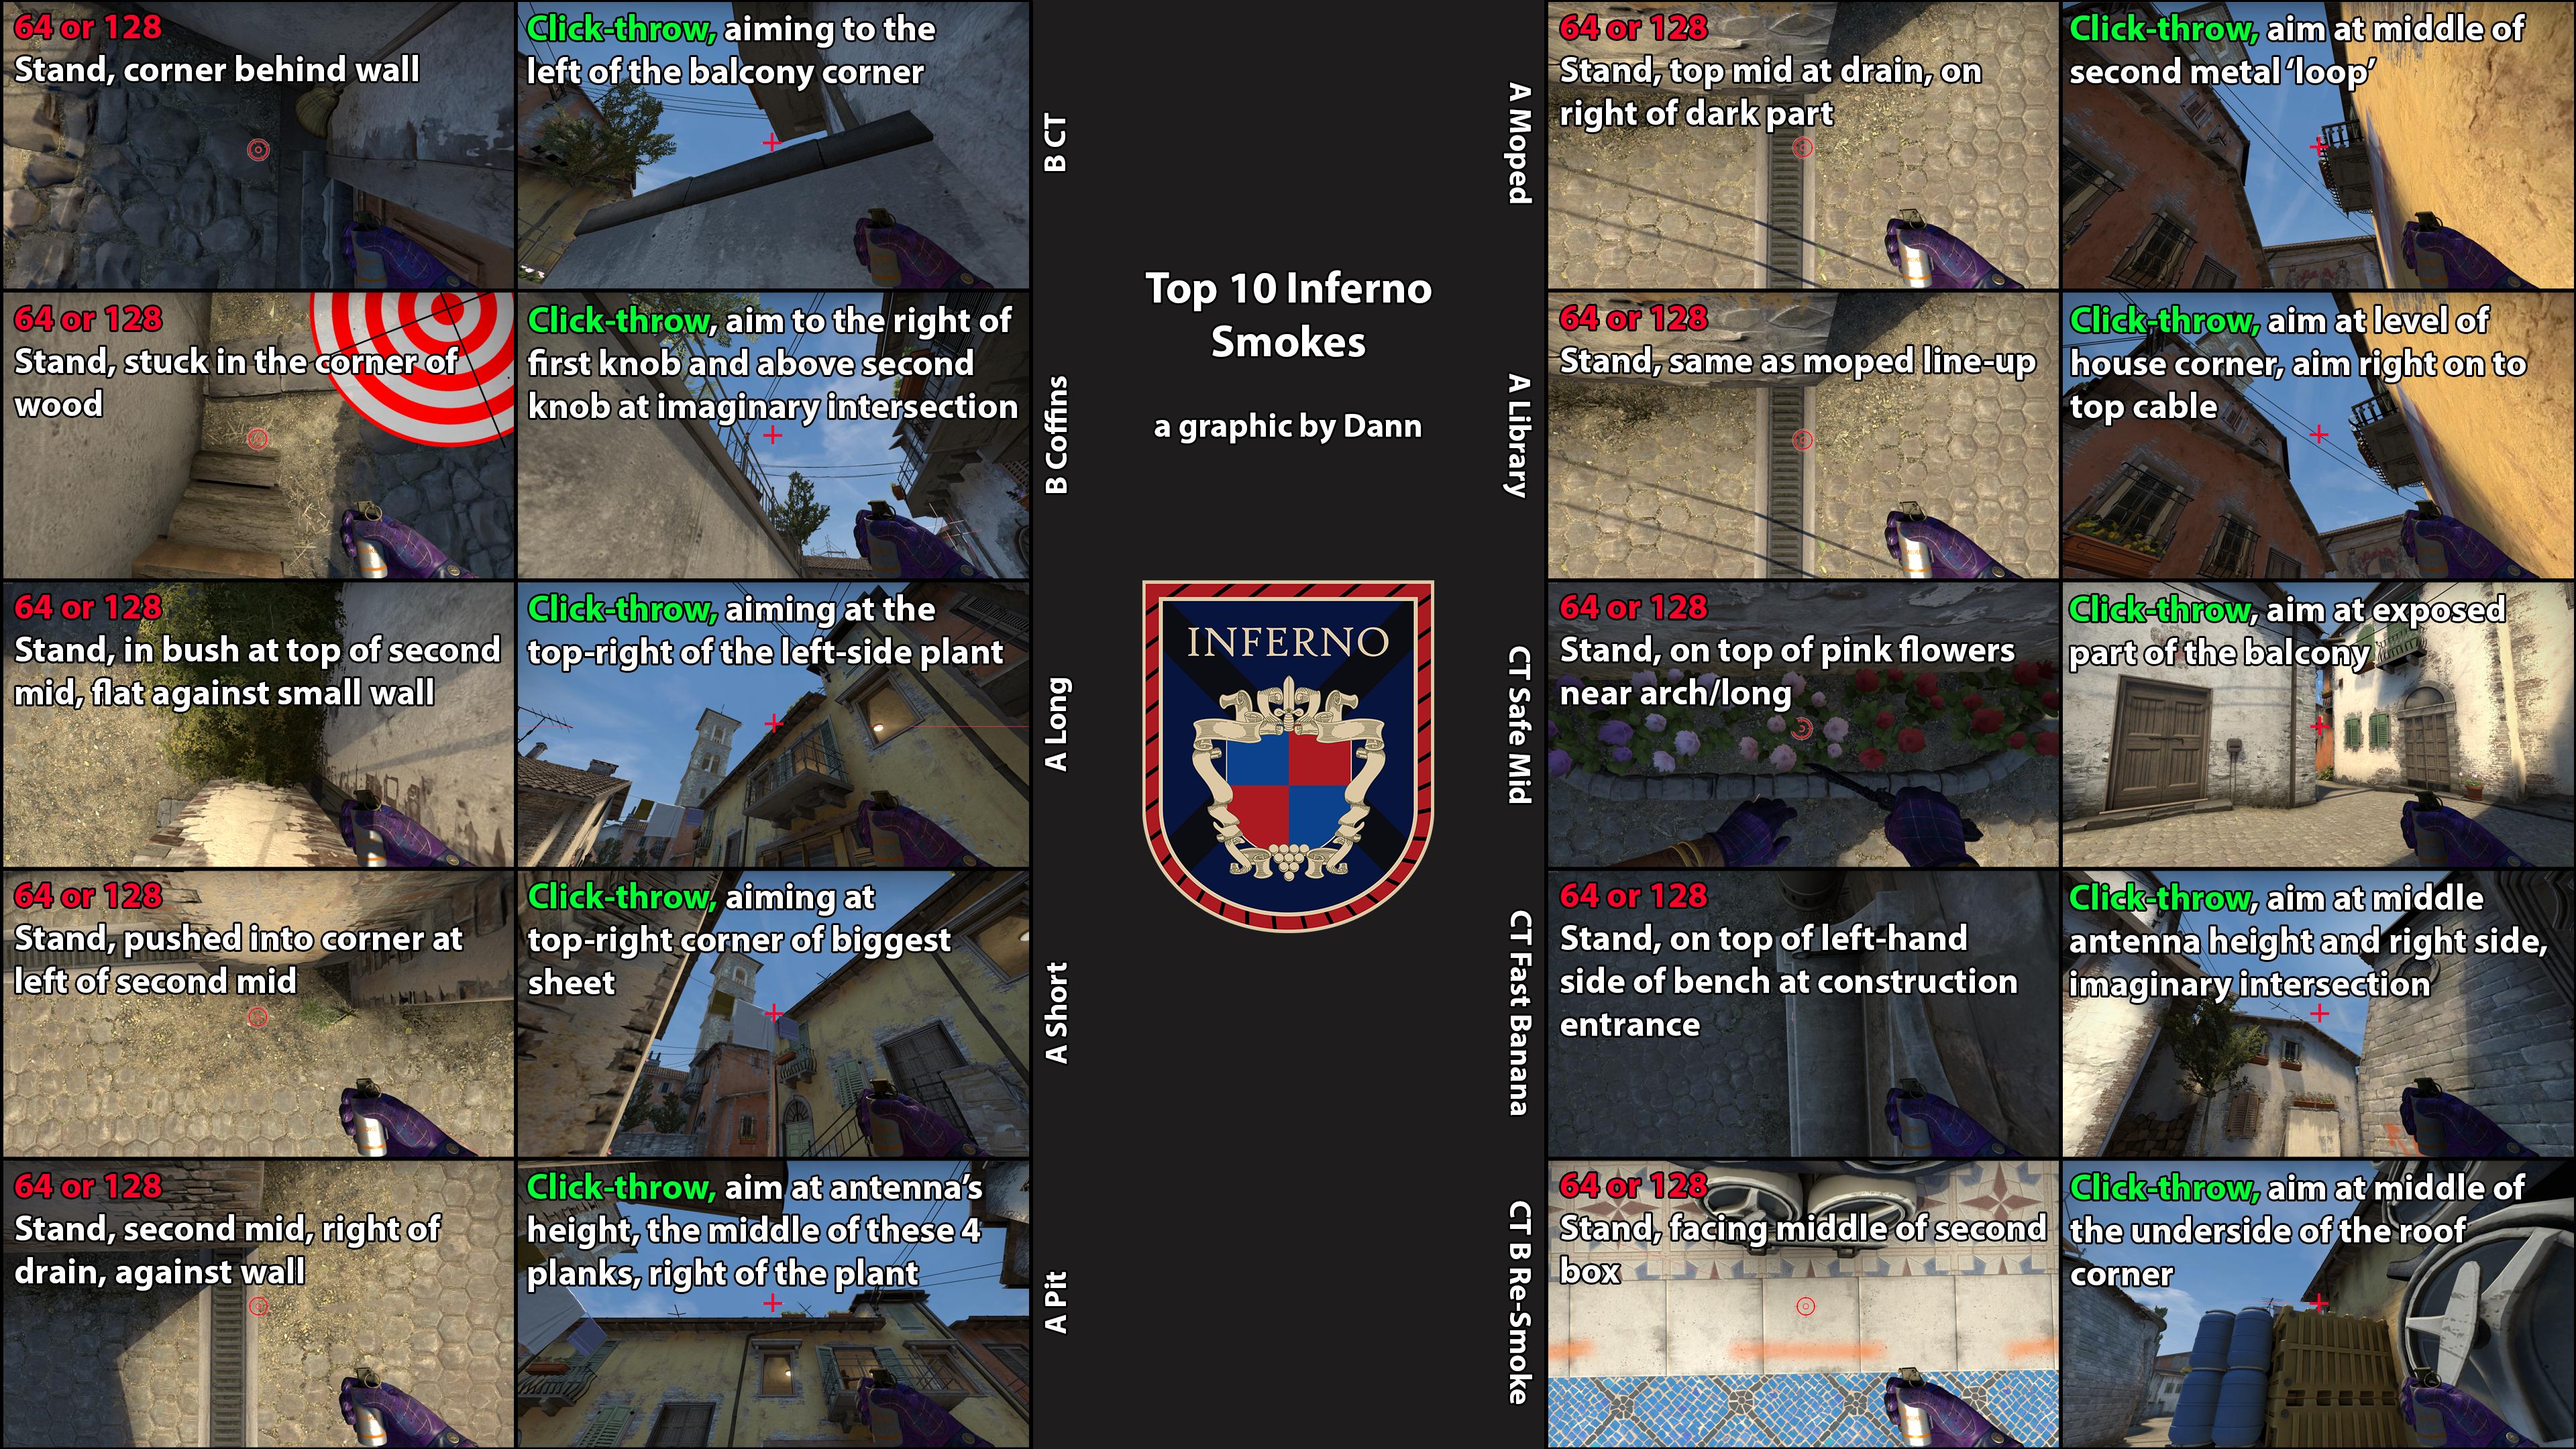 64 or 128
Stand, corner behind wall
Click-throw, aiming to the
left of the balcony corner
B CT
64 or 128
Stand, stuck in the corner of
wood
Click-throw, aim to the right of
first knob and above second
knob at imaginary intersection
B Coffins
64 or 128
Stand, in bush at top of second
mid, flat against small wall
Click-throw, aiming at the
top-right of the left-side plant
A Long
64 or 128
Stand, pushed into corner at
left of second mid
Click-throw, aiming at
top-right corner of biggest
sheet
A Short
64 or 128
Stand, second mid, right of
drain, against wall
Click-throw, aim at antenna's
height, the middle of these 4
planks, right of the plant
A Pit
Top 10 Inferno
Smokes
a graphic by Dann
INFERNO
A Moped
64 or 128
Stand, top mid at drain, on
right of dark part
Click-throw, aim at middle of
second metal ‘loop’
A Library
64 or 128
Stand, same as moped line-up
Click-throw, aim at level of
house corner, aim right on to
top cable
CT Safe Mid
64 or 128
Stand, on top of pink flowers
near arch/long
Click-throw, aim at exposed
part of the balcony
CT Fast Banana
64 or 128
Stand, on top of left-hand
side of bench at construction
entrance
Click-throw, aim at middle
antenna height and right side,
imaginary intersection
CT B Re-Smoke
64 or 128
Stand, facing middle of second
box
Click-throw, aim at middle of
the underside of the roof
corner